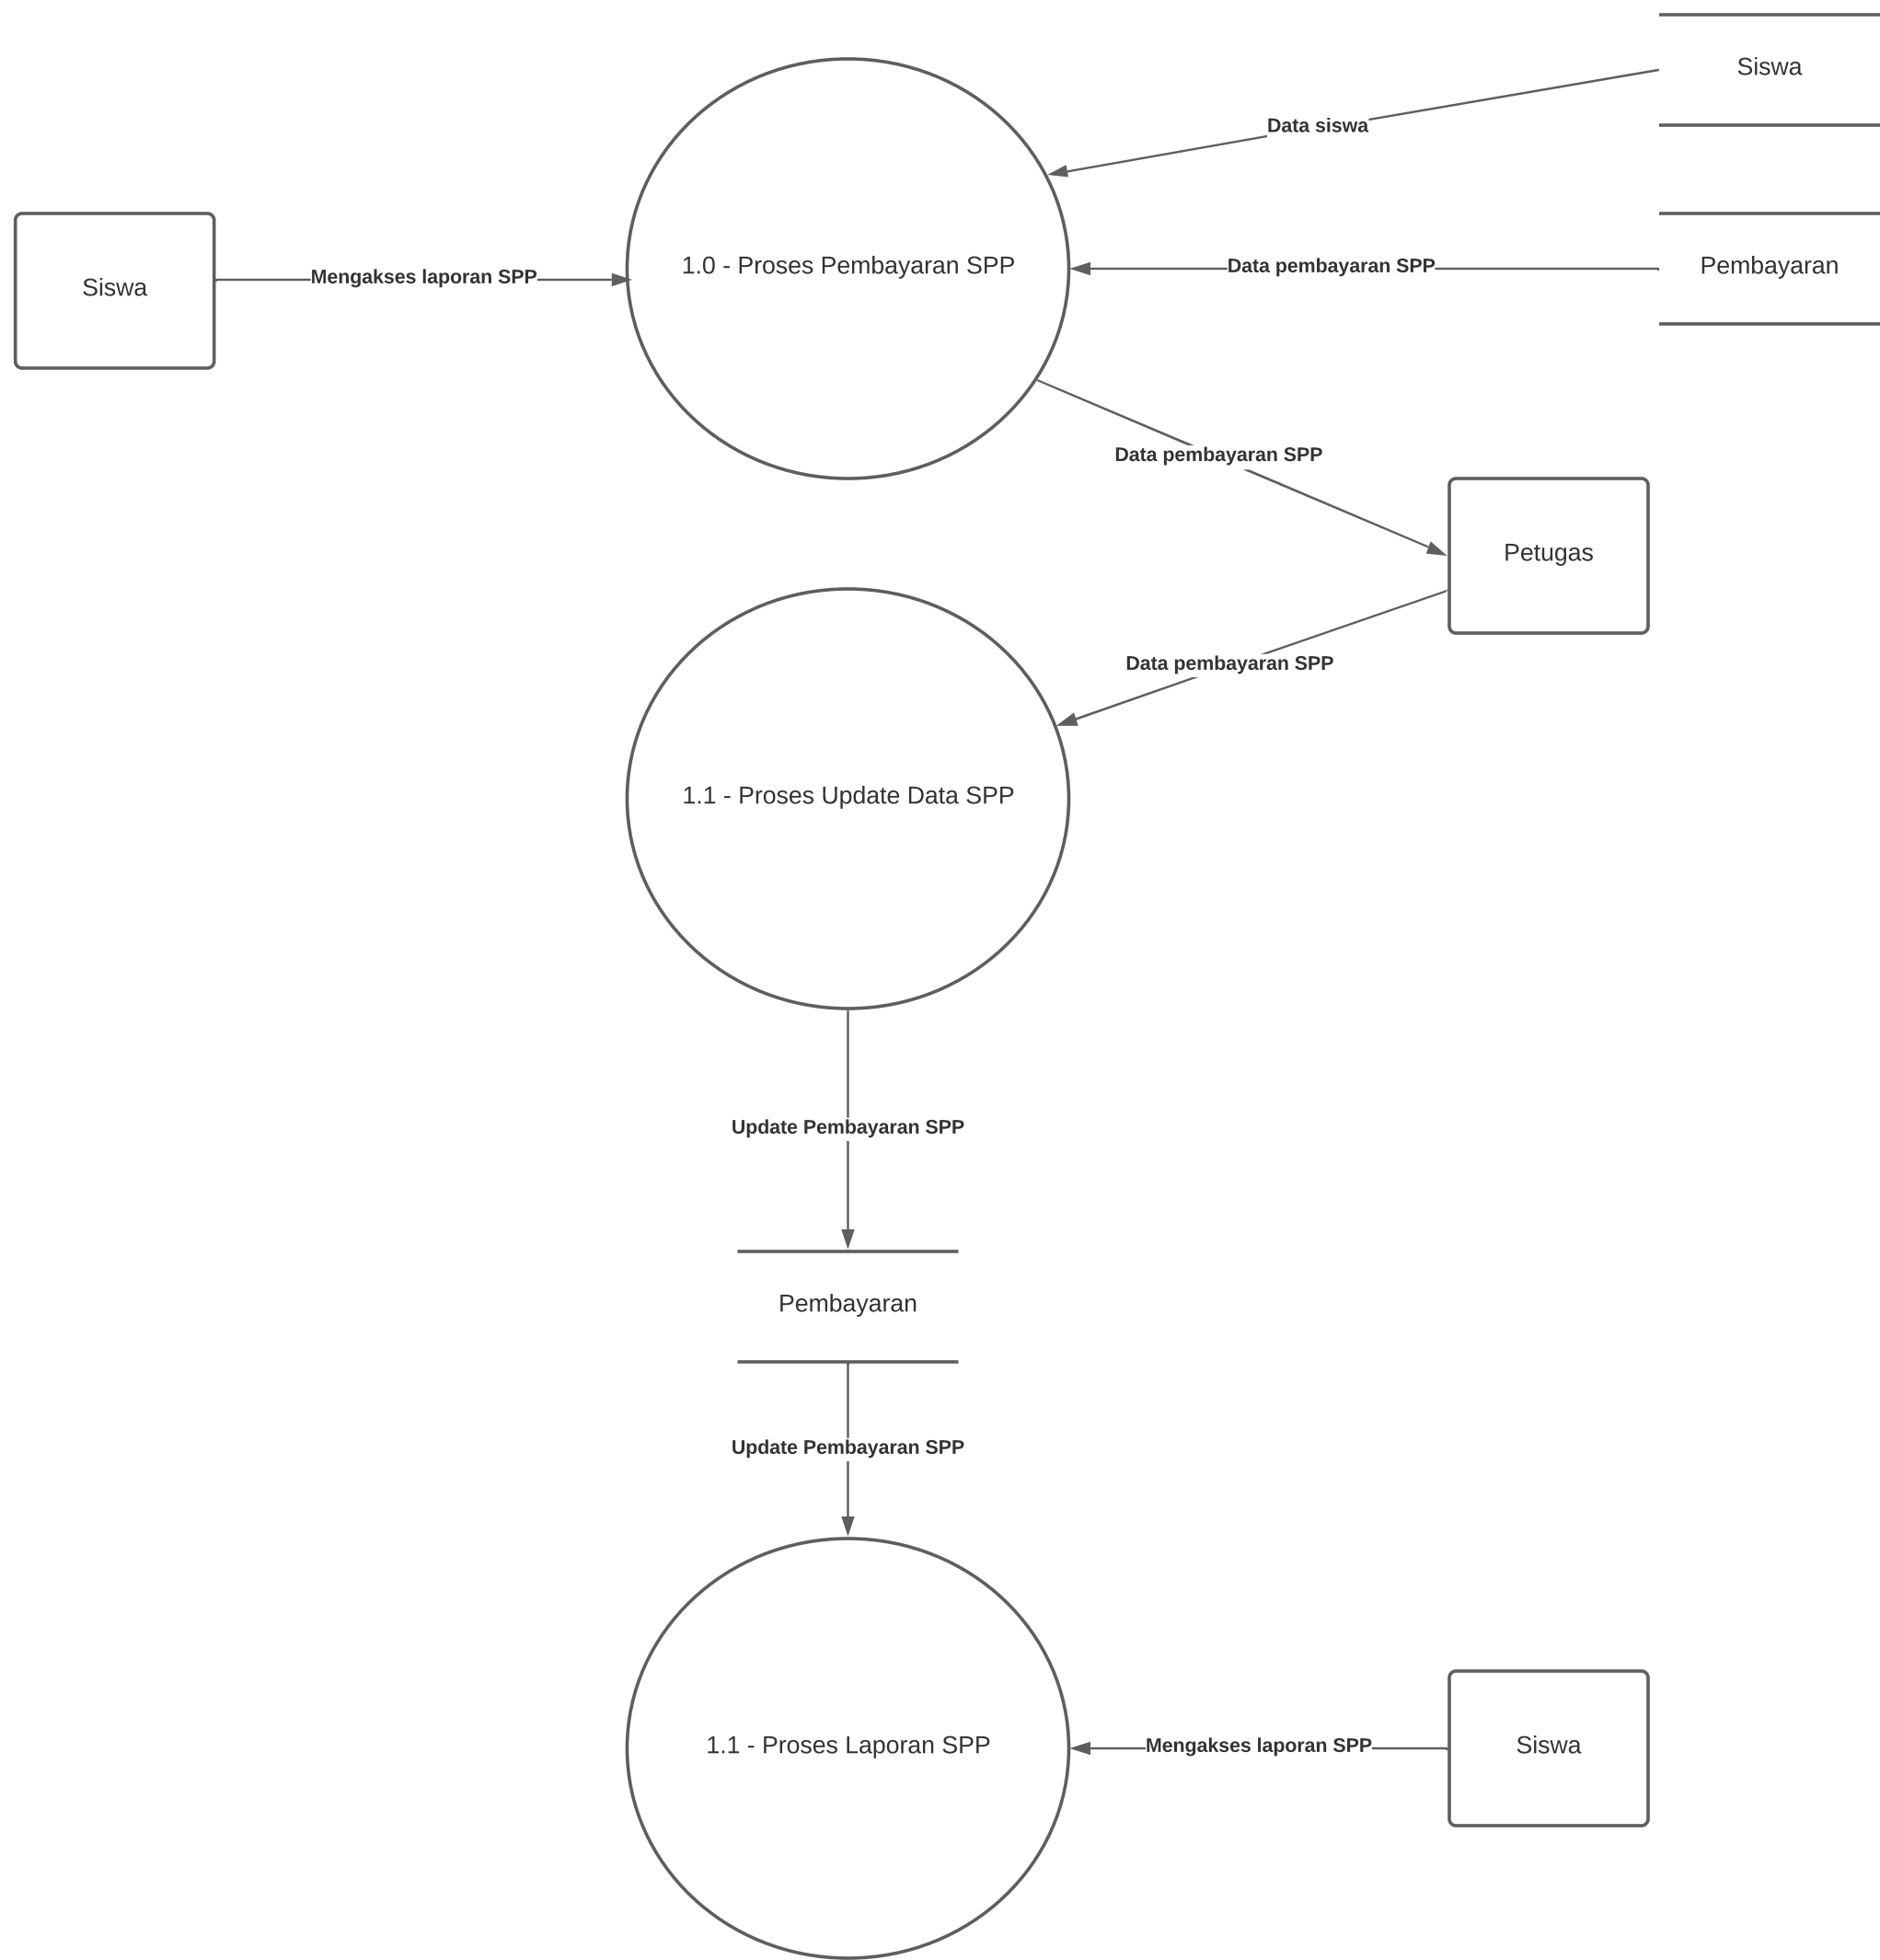 Siswa
Data siswa
Siswa
Mengakses laporan SPP
1.0 - Proses Pembayaran SPP
Data pembayaran SPP
Pembayaran
Data pembayaran SPP
Petugas
Data pembayaran SPP
1.1 - Proses Update Data SPP
Update Pembayaran SPP
Pembayaran
Update Pembayaran SPP
1.1 - Proses Laporan SPP
Mengakses laporan SPP
Siswa